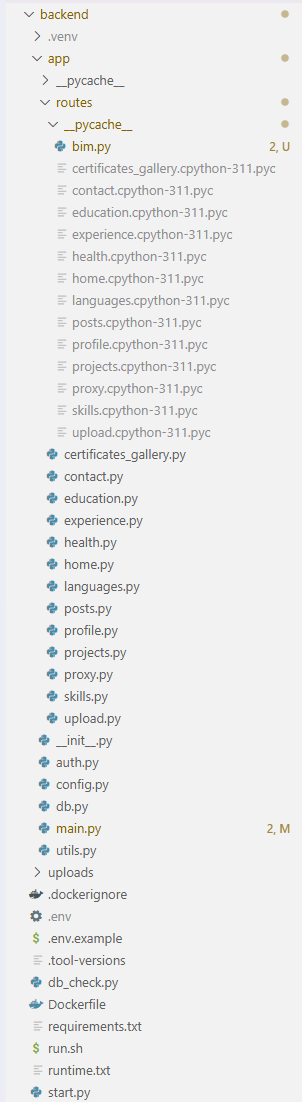 backend
.venv
app
__pycache__
routes
__pycache__
bim.py 2, U
certificates_gallery.cpython-311.pyc
contact.cpython-311.pyc
education.cpython-311.pyc
experience.cpython-311.pyc
health.cpython-311.pyc
home.cpython-311.pyc
languages.cpython-311.pyc
posts.cpython-311.pyc
profile.cpython-311.pyc
projects.cpython-311.pyc
proxy.cpython-311.pyc
skills.cpython-311.pyc
upload.cpython-311.pyc
certificates_gallery.py
contact.py
education.py
experience.py
health.py
home.py
languages.py
posts.py
profile.py
projects.py
proxy.py
skills.py
upload.py
__init__.py
auth.py
config.py
db.py
main.py 2, M
utils.py
uploads
.dockerignore
.env
$ .env.example
.tool-versions
db_check.py
Dockerfile
requirements.txt
$ run.sh
runtime.txt
start.py